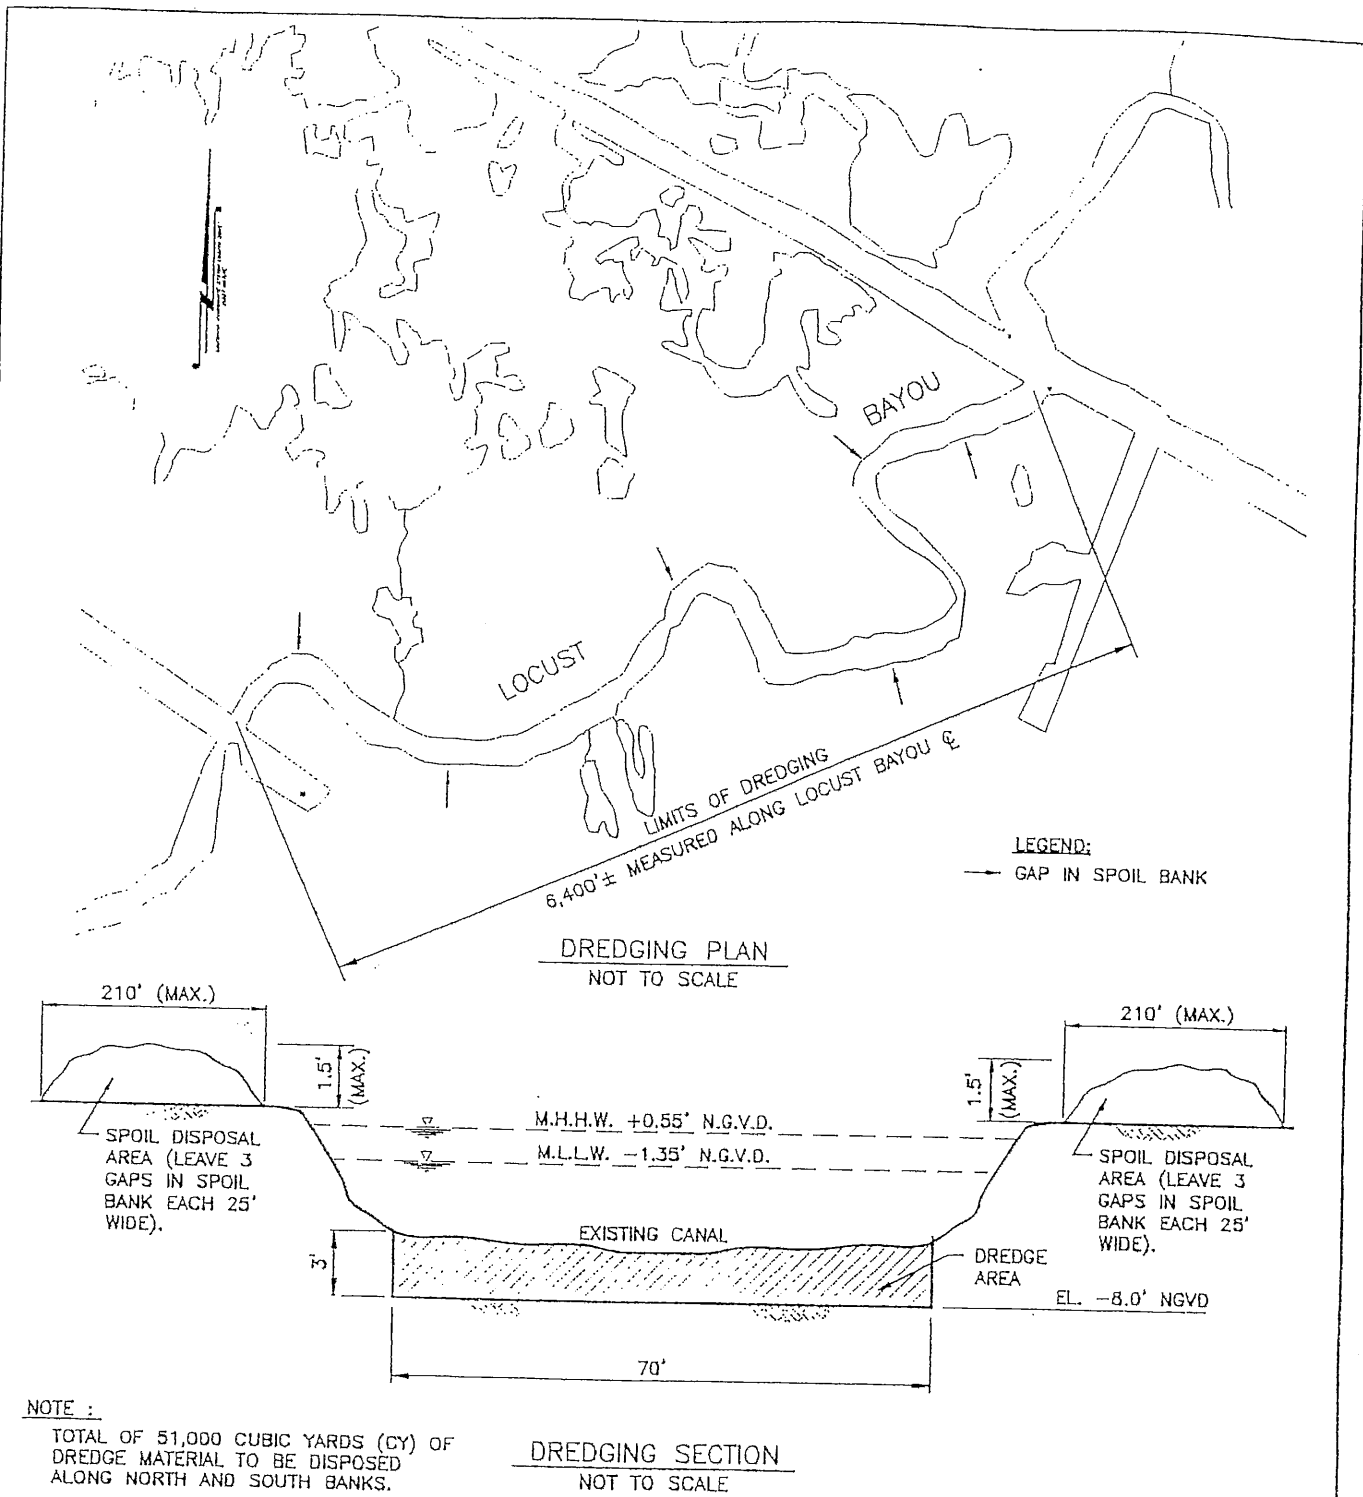 BAYOU
LOCUST
LIMITS OF DREDGING
6,400'± MEASURED ALONG LOCUST BAYOU ℄
LEGEND:
GAP IN SPOIL BANK
DREDGING PLAN
NOT TO SCALE
210' (MAX.)
210' (MAX.)
1.5'
(MAX.)
1.5'
(MAX.)
M.H.H.W. +0.55' N.G.V.D.
M.L.L.W. -1.35' N.G.V.D.
SPOIL DISPOSAL
AREA (LEAVE 3
GAPS IN SPOIL
BANK EACH 25'
WIDE).
SPOIL DISPOSAL
AREA (LEAVE 3
GAPS IN SPOIL
BANK EACH 25'
WIDE).
EXISTING CANAL
3'
DREDGE
AREA
EL. -8.0' NGVD
70'
NOTE :
TOTAL OF 51,000 CUBIC YARDS (CY) OF
DREDGE MATERIAL TO BE DISPOSED
ALONG NORTH AND SOUTH BANKS.
DREDGING SECTION
NOT TO SCALE